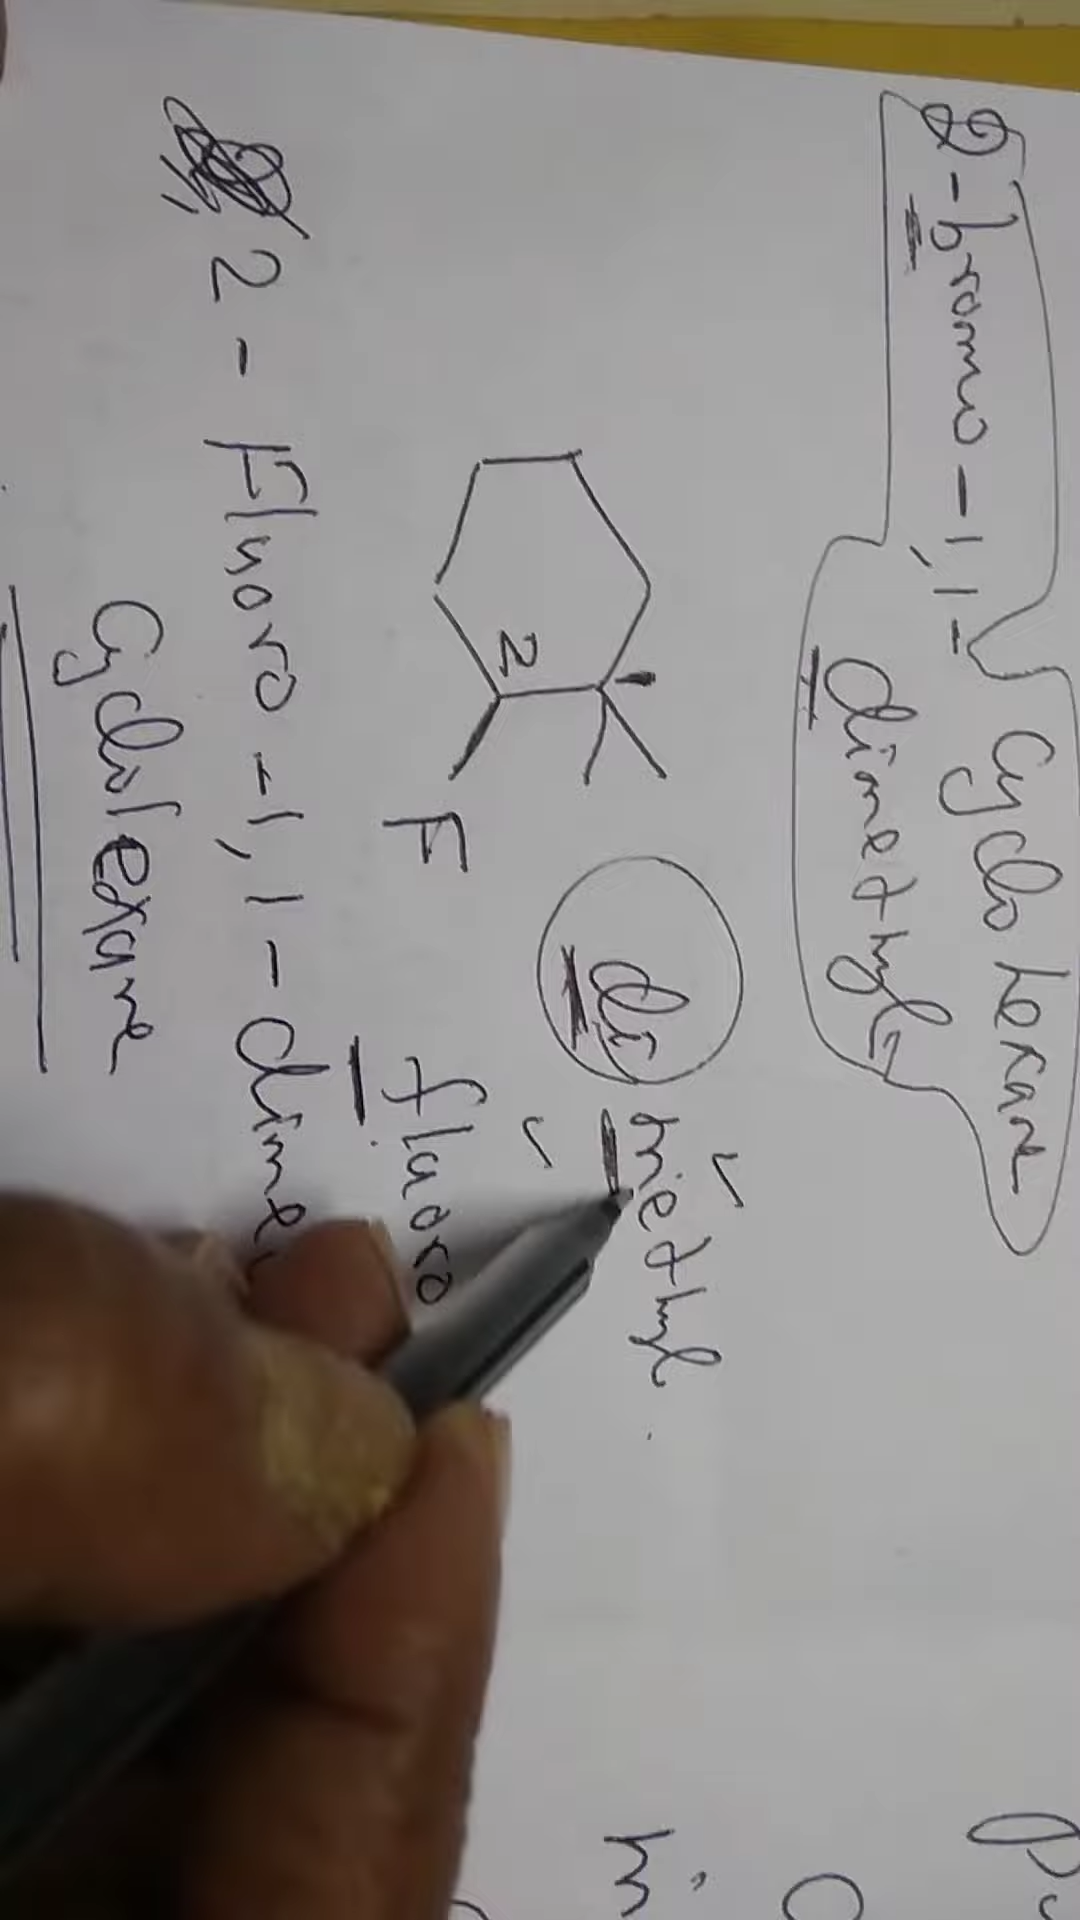 2-bromo-1,1-
dimethyl
Cyclohexane
di methyl.
2
F
fluoro
2-Fluoro-1,1-dime
Cyclohexane